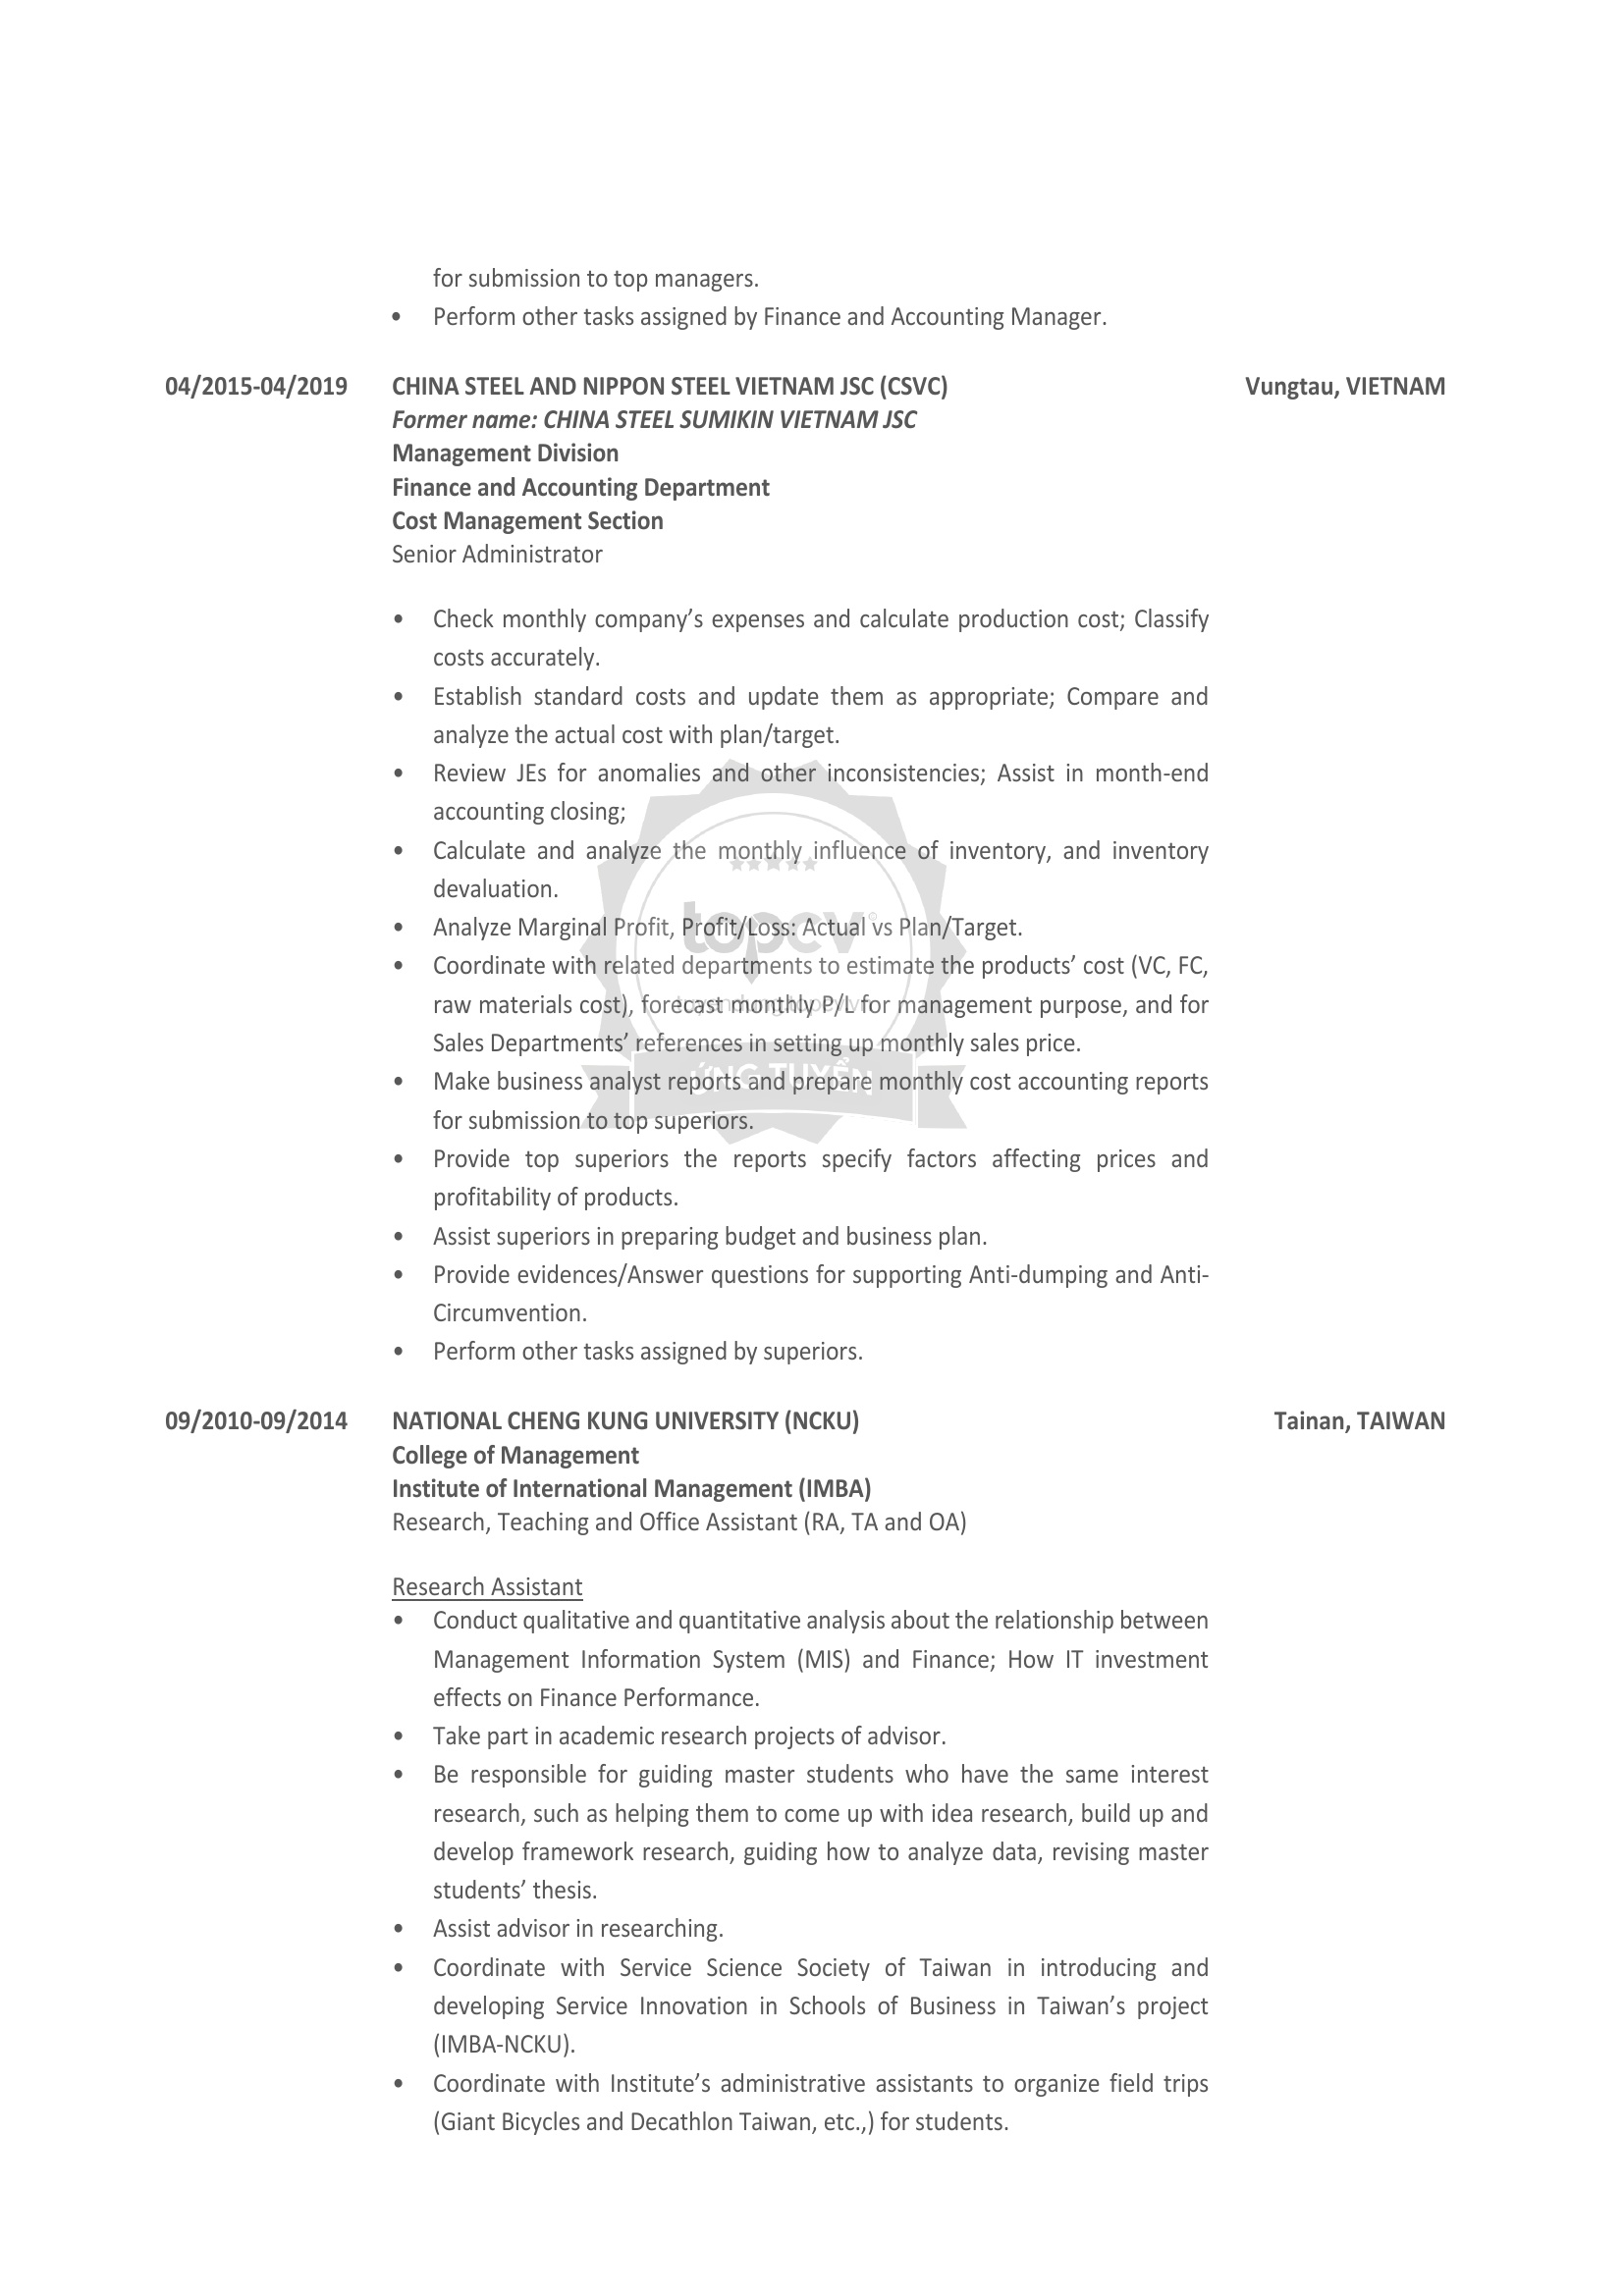 for submission to top managers.
• Perform other tasks assigned by Finance and Accounting Manager.
04/2015-04/2019 CHINA STEEL AND NIPPON STEEL VIETNAM JSC (CSVC) Vungtau, VIETNAM
Former name: CHINA STEEL SUMIKIN VIETNAM JSC
Management Division
Finance and Accounting Department
Cost Management Section
Senior Administrator
• Check monthly company’s expenses and calculate production cost; Classify
costs accurately.
• Establish standard costs and update them as appropriate; Compare and
analyze the actual cost with plan/target.
• Review JEs for anomalies and other inconsistencies; Assist in month-end
accounting closing;
• Calculate and analyze the monthly influence of inventory, and inventory
devaluation.
topcv
• Analyze Marginal Profit, Profit/Loss: Actual vs Plan/Target.
• Coordinate with related departments to estimate the products’ cost (VC, FC,
raw materials cost), forecast monthly P/L for management purpose, and for
Sales Departments’ references in setting up monthly sales price.
ỨNG TUYỂN
• Make business analyst reports and prepare monthly cost accounting reports
for submission to top superiors.
• Provide top superiors the reports specify factors affecting prices and
profitability of products.
• Assist superiors in preparing budget and business plan.
• Provide evidences/Answer questions for supporting Anti-dumping and Anti-
Circumvention.
• Perform other tasks assigned by superiors.
09/2010-09/2014 NATIONAL CHENG KUNG UNIVERSITY (NCKU) Tainan, TAIWAN
College of Management
Institute of International Management (IMBA)
Research, Teaching and Office Assistant (RA, TA and OA)
Research Assistant
• Conduct qualitative and quantitative analysis about the relationship between
Management Information System (MIS) and Finance; How IT investment
effects on Finance Performance.
• Take part in academic research projects of advisor.
• Be responsible for guiding master students who have the same interest
research, such as helping them to come up with idea research, build up and
develop framework research, guiding how to analyze data, revising master
students’ thesis.
• Assist advisor in researching.
• Coordinate with Service Science Society of Taiwan in introducing and
developing Service Innovation in Schools of Business in Taiwan’s project
(IMBA-NCKU).
• Coordinate with Institute’s administrative assistants to organize field trips
(Giant Bicycles and Decathlon Taiwan, etc.,) for students.